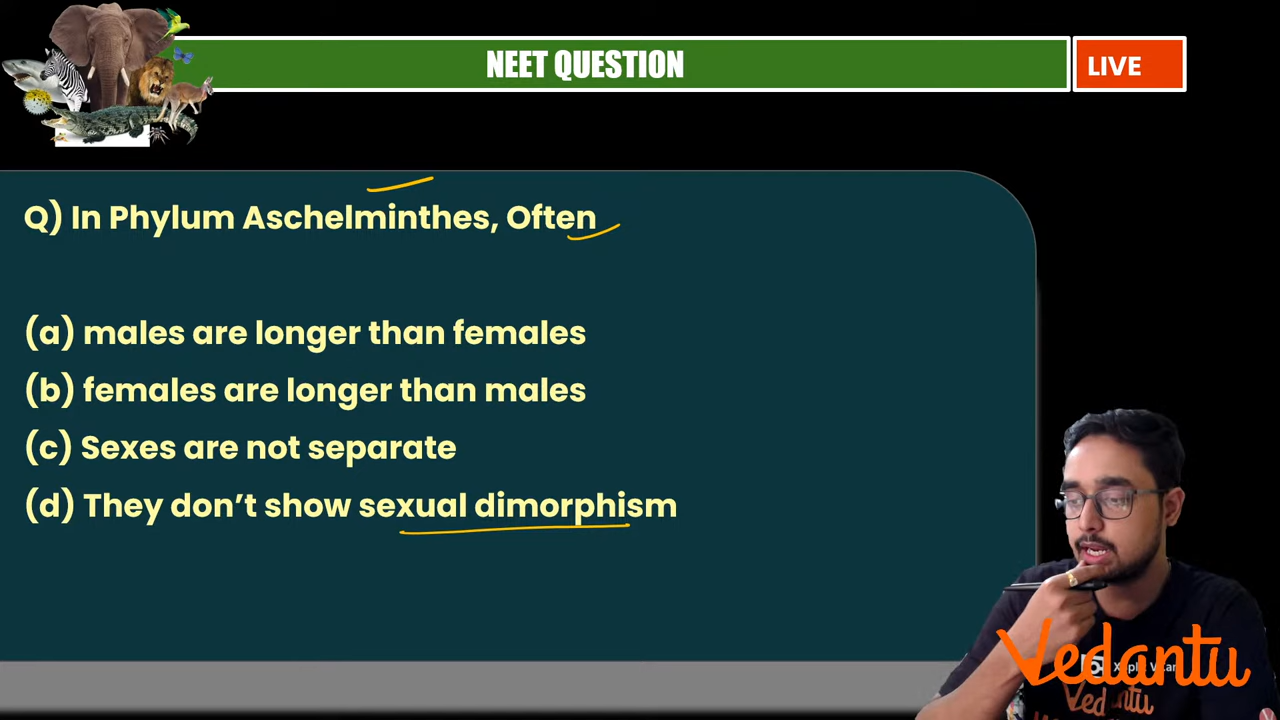 NEET QUESTION
LIVE
Q) In Phylum Aschelminthes, Often
(a) males are longer than females
(b) females are longer than males
(c) Sexes are not separate
(d) They don’t show sexual dimorphism
Vedantu